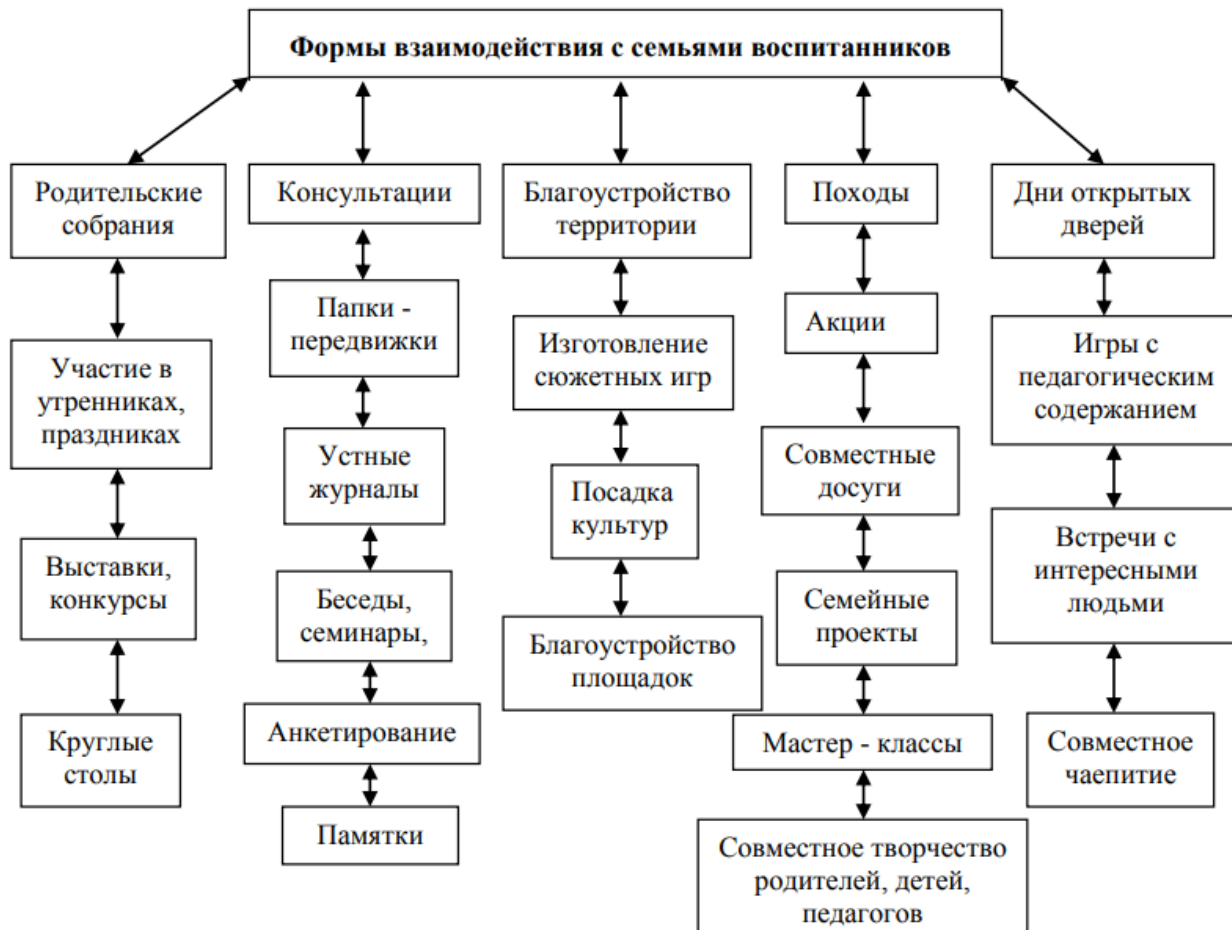 Формы взаимодействия с семьями воспитанников
Родительские
собрания
Участие в
утренниках,
праздниках
Выставки,
конкурсы
Круглые
столы
Консультации
Папки -
передвижки
Устные
журналы
Беседы,
семинары,
Анкетирование
Памятки
Благоустройство
территории
Изготовление
сюжетных игр
Посадка
культур
Благоустройство
площадок
Походы
Акции
Совместные
досуги
Семейные
проекты
Мастер - классы
Совместное творчество
родителей, детей,
педагогов
Дни открытых
дверей
Игры с
педагогическим
содержанием
Встречи с
интересными
людьми
Совместное
чаепитие